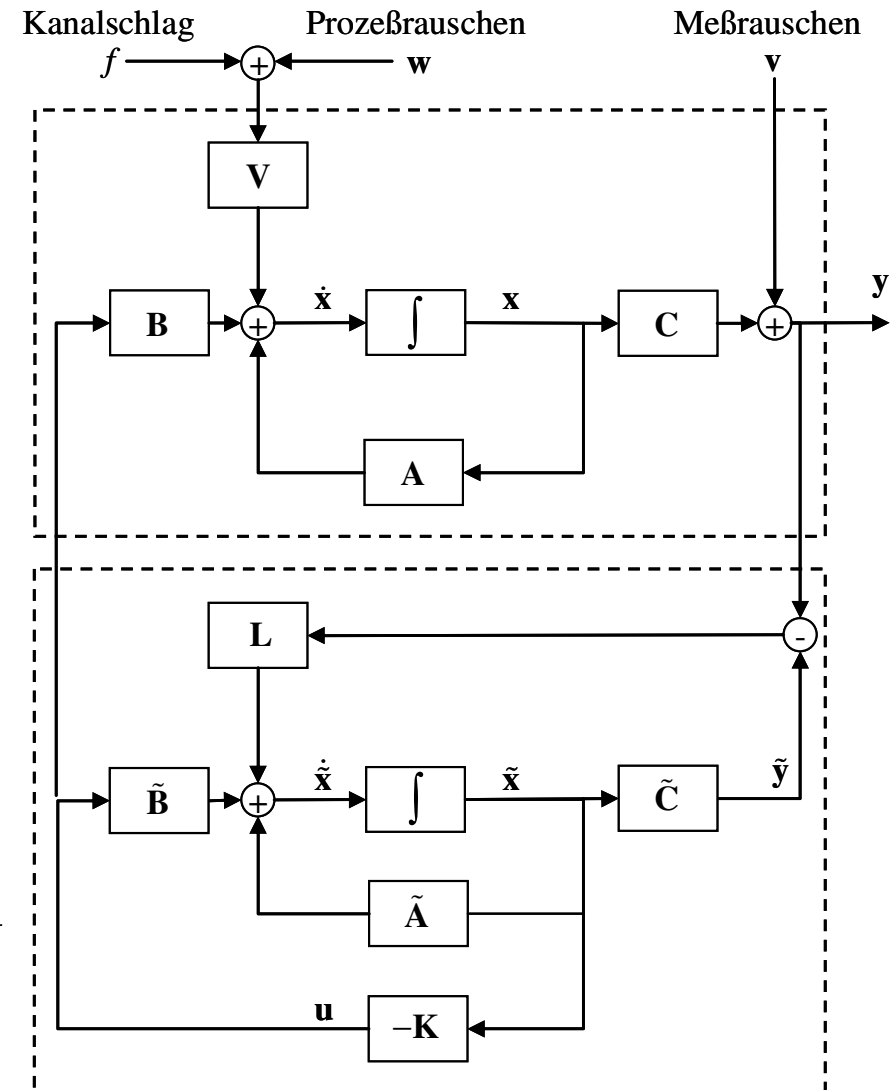 Kanalschlag Prozeßrauschen Meßrauschen
f + w v
V
y
B + ẋ ∫ x C +
A
L -
B̃ + x̃̇ ∫ x̃ C̃ ỹ
Ã
u −K